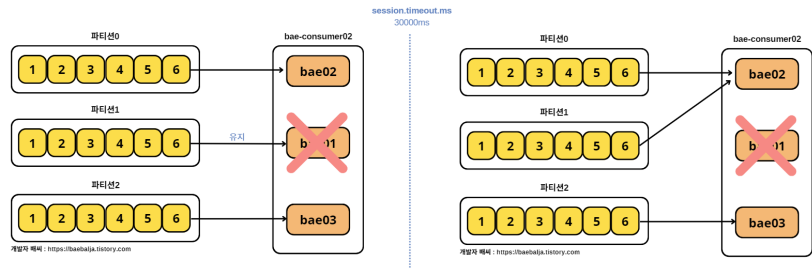 session.timeout.ms
30000ms
파티션0
bae-consumer02
1 2 3 4 5 6
bae02
파티션1
유지
1 2 3 4 5 6
파티션2
1 2 3 4 5 6
bae03
개발자 배씨 : https://baebalja.tistory.com
파티션0
bae-consumer02
1 2 3 4 5 6
bae02
파티션1
1 2 3 4 5 6
파티션2
1 2 3 4 5 6
bae03
개발자 배씨 : https://baebalja.tistory.com